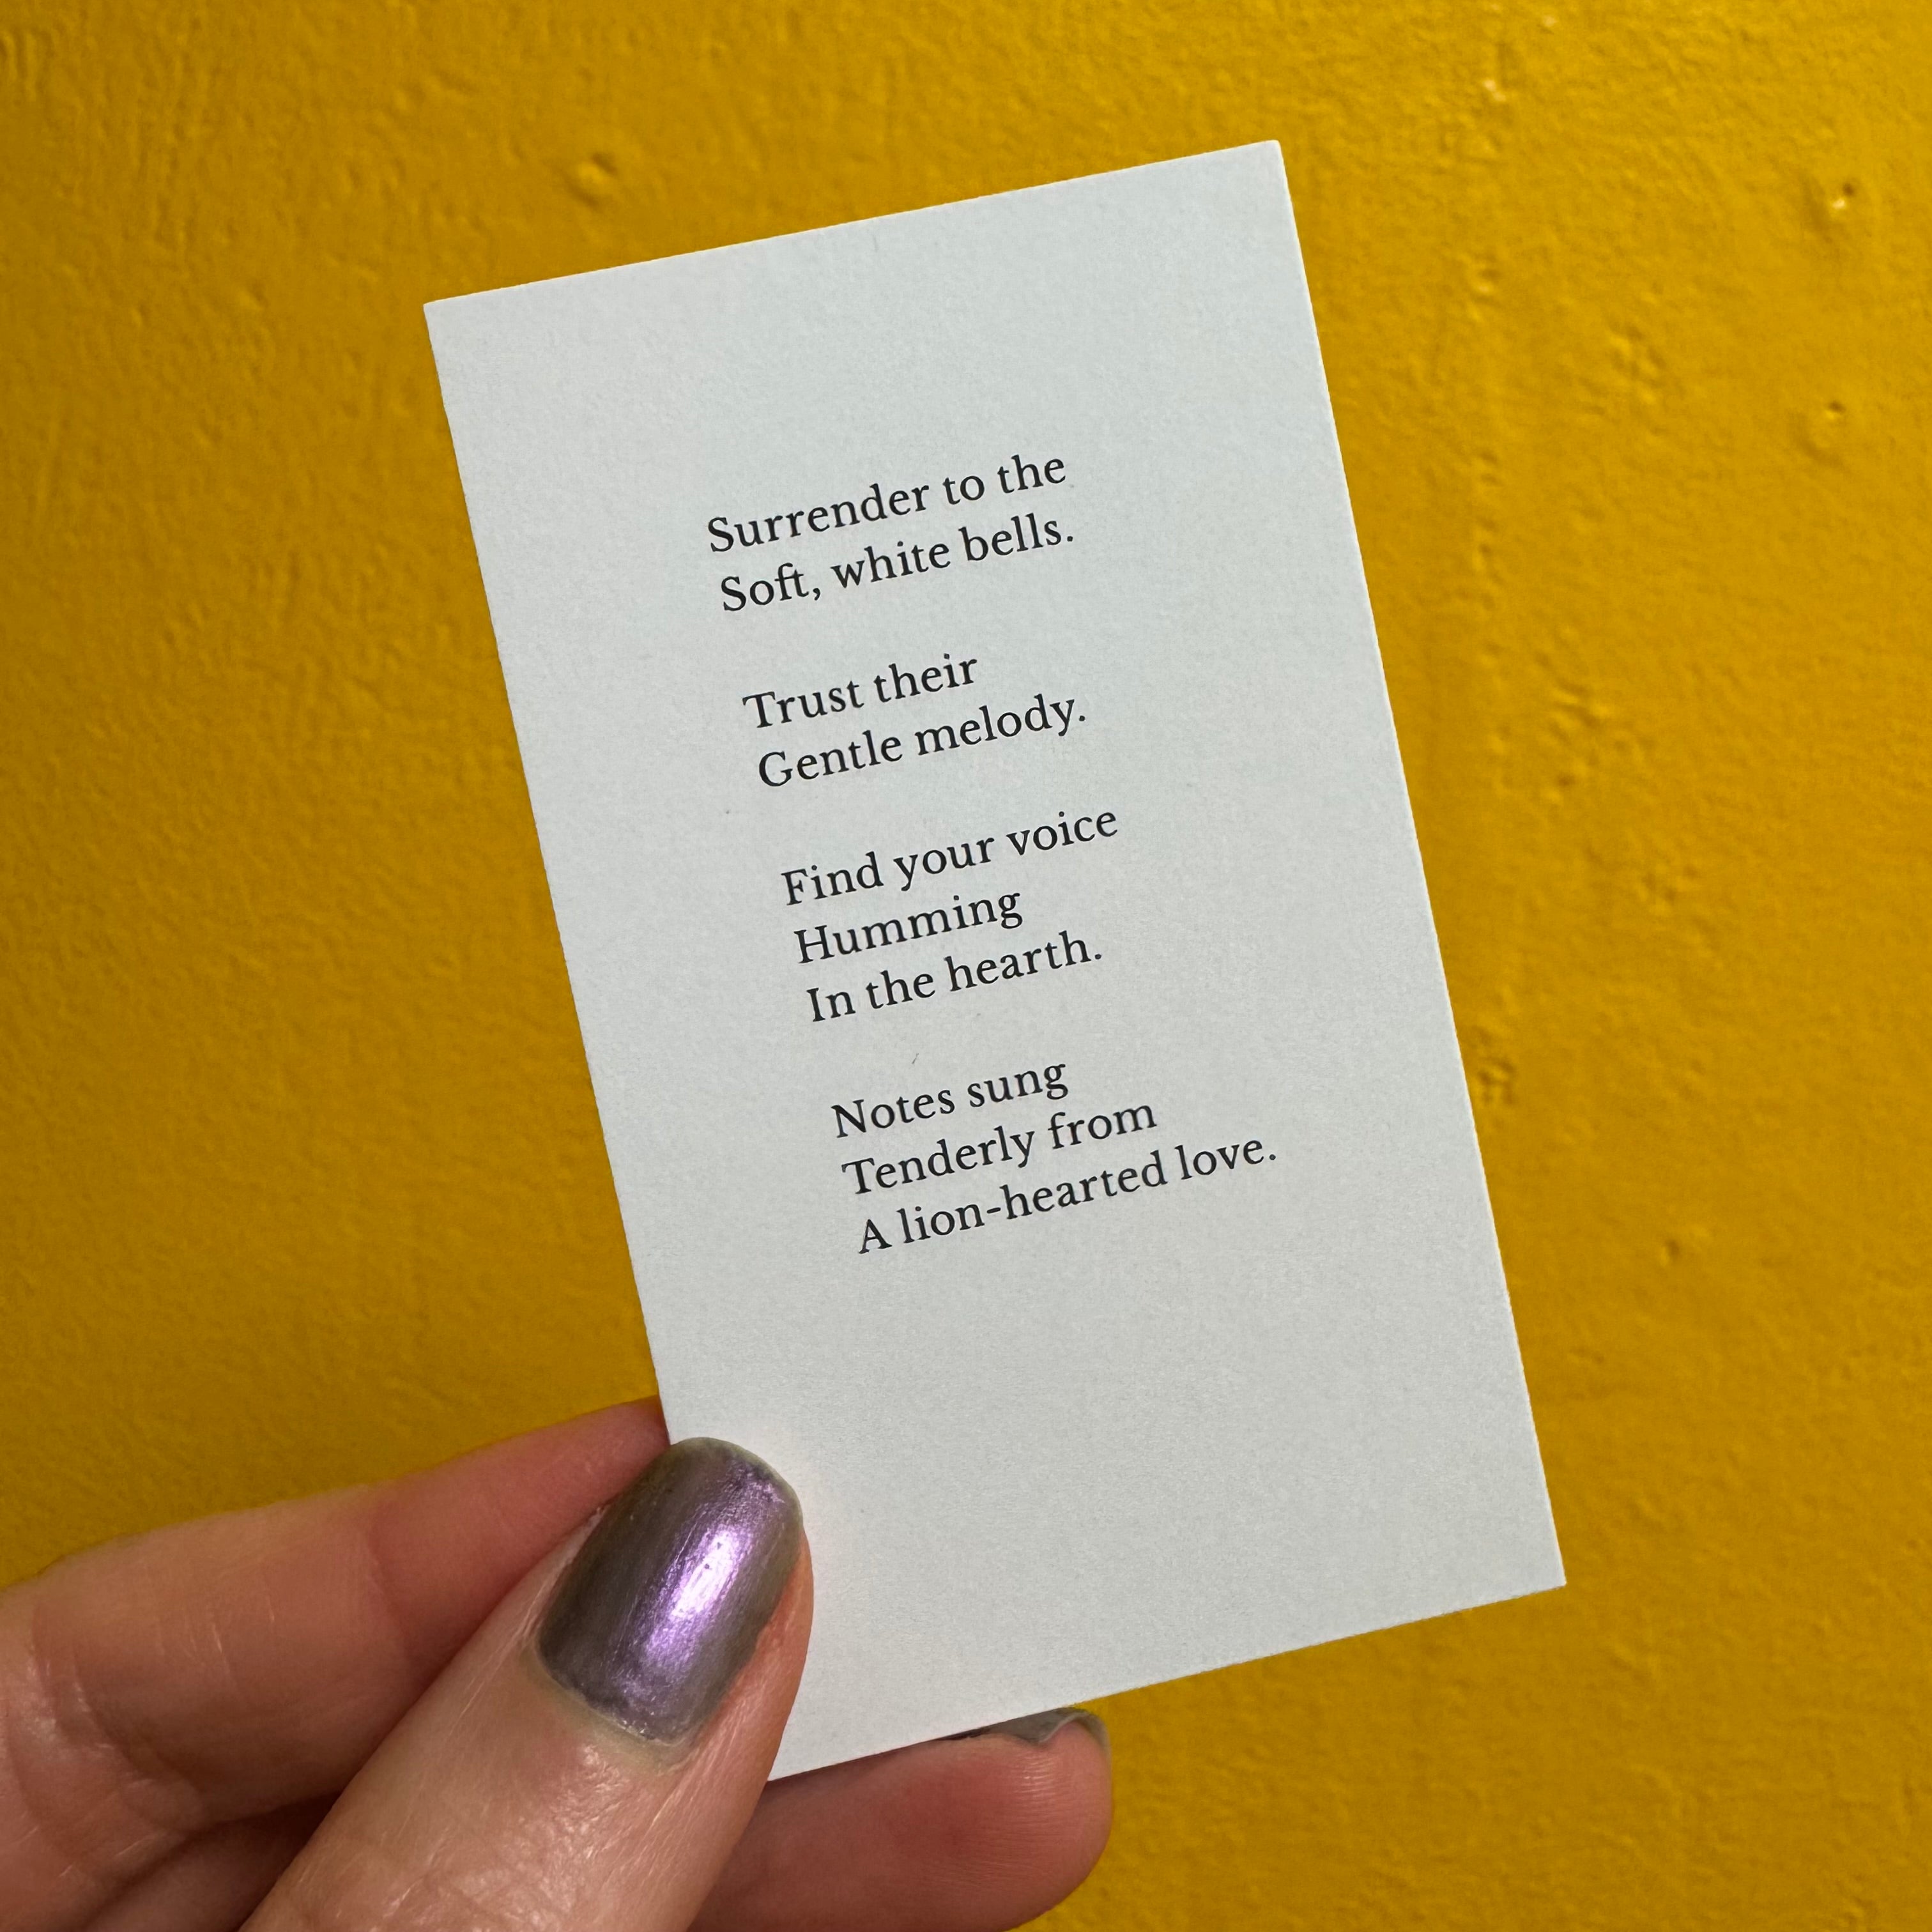 Surrender to the
Soft, white bells.
Trust their
Gentle melody.
Find your voice
Humming
In the hearth.
Notes sung
Tenderly from
A lion-hearted love.